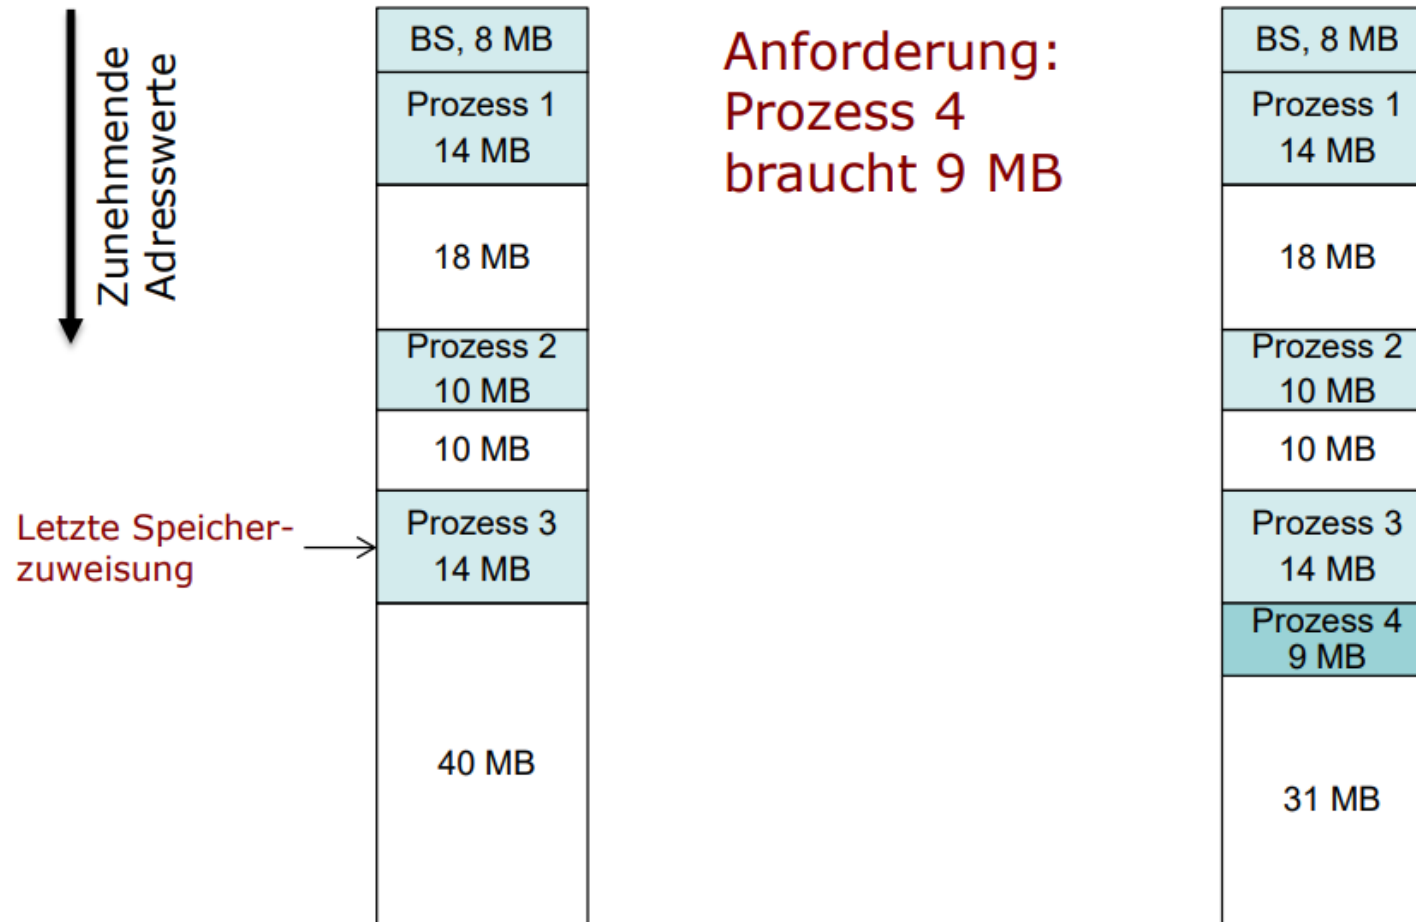 Zunehmende
Adresswerte
BS, 8 MB
Prozess 1
14 MB
18 MB
Prozess 2
10 MB
10 MB
Letzte Speicher-
zuweisung
Prozess 3
14 MB
40 MB
Anforderung:
Prozess 4
braucht 9 MB
BS, 8 MB
Prozess 1
14 MB
18 MB
Prozess 2
10 MB
10 MB
Prozess 3
14 MB
Prozess 4
9 MB
31 MB